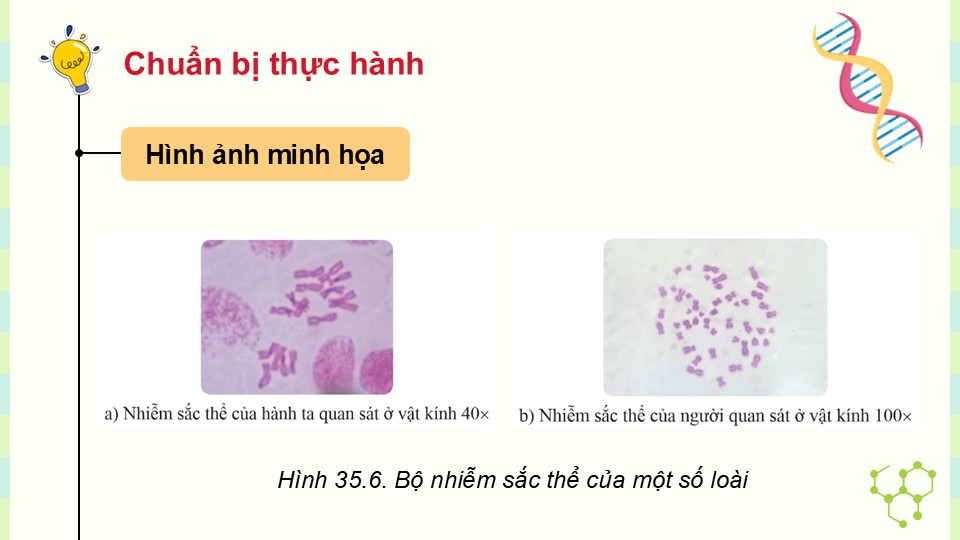 Chuẩn bị thực hành
Hình ảnh minh họa
a) Nhiễm sắc thể của hành ta quan sát ở vật kính 40×
b) Nhiễm sắc thể của người quan sát ở vật kính 100×
Hình 35.6. Bộ nhiễm sắc thể của một số loài